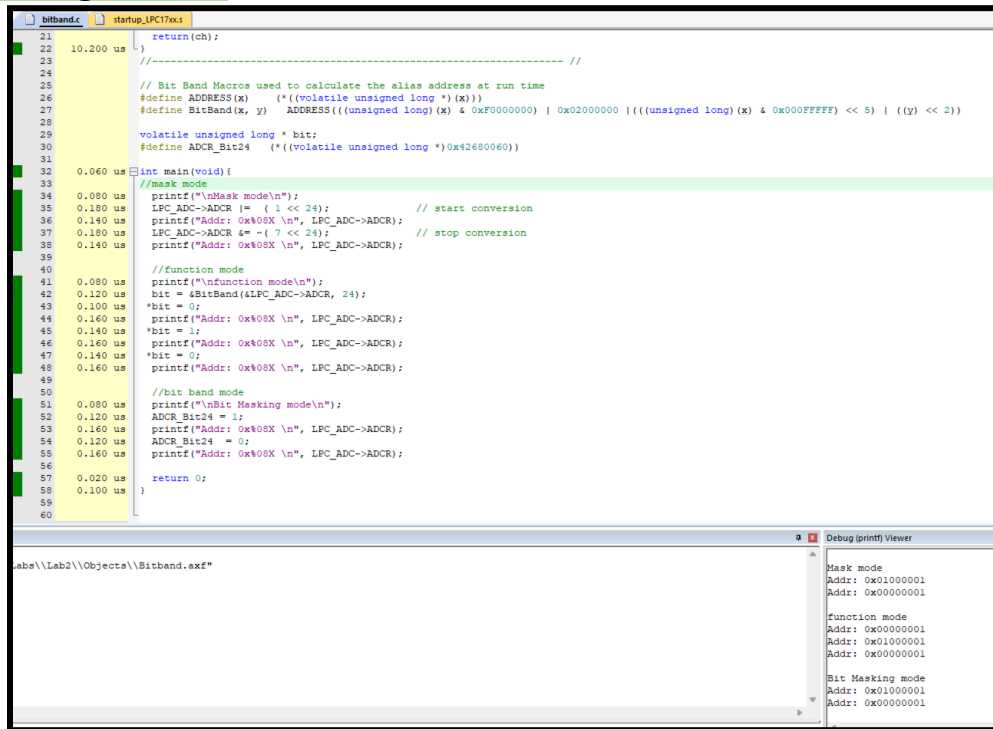 bitband.c startup_LPC17xx.s
21 return(ch);
22 10.200 us }
23 //------------------------------------------------------------------- //
24
25 // Bit Band Macros used to calculate the alias address at run time
26 #define ADDRESS(x) (*((volatile unsigned long *)(x)))
27 #define BitBand(x, y) ADDRESS(((unsigned long)(x) & 0xF0000000) | 0x02000000 |(((unsigned long)(x) & 0x000FFFFF) << 5) | ((y) << 2))
28
29 volatile unsigned long * bit;
30 #define ADCR_Bit24 (*((volatile unsigned long *)0x42680060))
31
32 0.060 us int main(void){
33 //mask mode
34 0.080 us printf("\nMask mode\n");
35 0.180 us LPC_ADC->ADCR |= ( 1 << 24); // start conversion
36 0.140 us printf("Addr: 0x%08X \n", LPC_ADC->ADCR);
37 0.180 us LPC_ADC->ADCR &= ~( 7 << 24); // stop conversion
38 0.140 us printf("Addr: 0x%08X \n", LPC_ADC->ADCR);
39
40 //function mode
41 0.080 us printf("\nfunction mode\n");
42 0.120 us bit = &BitBand(&LPC_ADC->ADCR, 24);
43 0.100 us *bit = 0;
44 0.160 us printf("Addr: 0x%08X \n", LPC_ADC->ADCR);
45 0.140 us *bit = 1;
46 0.160 us printf("Addr: 0x%08X \n", LPC_ADC->ADCR);
47 0.140 us *bit = 0;
48 0.160 us printf("Addr: 0x%08X \n", LPC_ADC->ADCR);
49
50 //bit band mode
51 0.080 us printf("\nBit Masking mode\n");
52 0.120 us ADCR_Bit24 = 1;
53 0.160 us printf("Addr: 0x%08X \n", LPC_ADC->ADCR);
54 0.120 us ADCR_Bit24 = 0;
55 0.160 us printf("Addr: 0x%08X \n", LPC_ADC->ADCR);
56
57 0.020 us return 0;
58 0.100 us }
59
60
Labs\\Lab2\\Objects\\Bitband.axf"
Debug (printf) Viewer
Mask mode
Addr: 0x01000001
Addr: 0x00000001
function mode
Addr: 0x00000001
Addr: 0x01000001
Addr: 0x00000001
Bit Masking mode
Addr: 0x01000001
Addr: 0x00000001